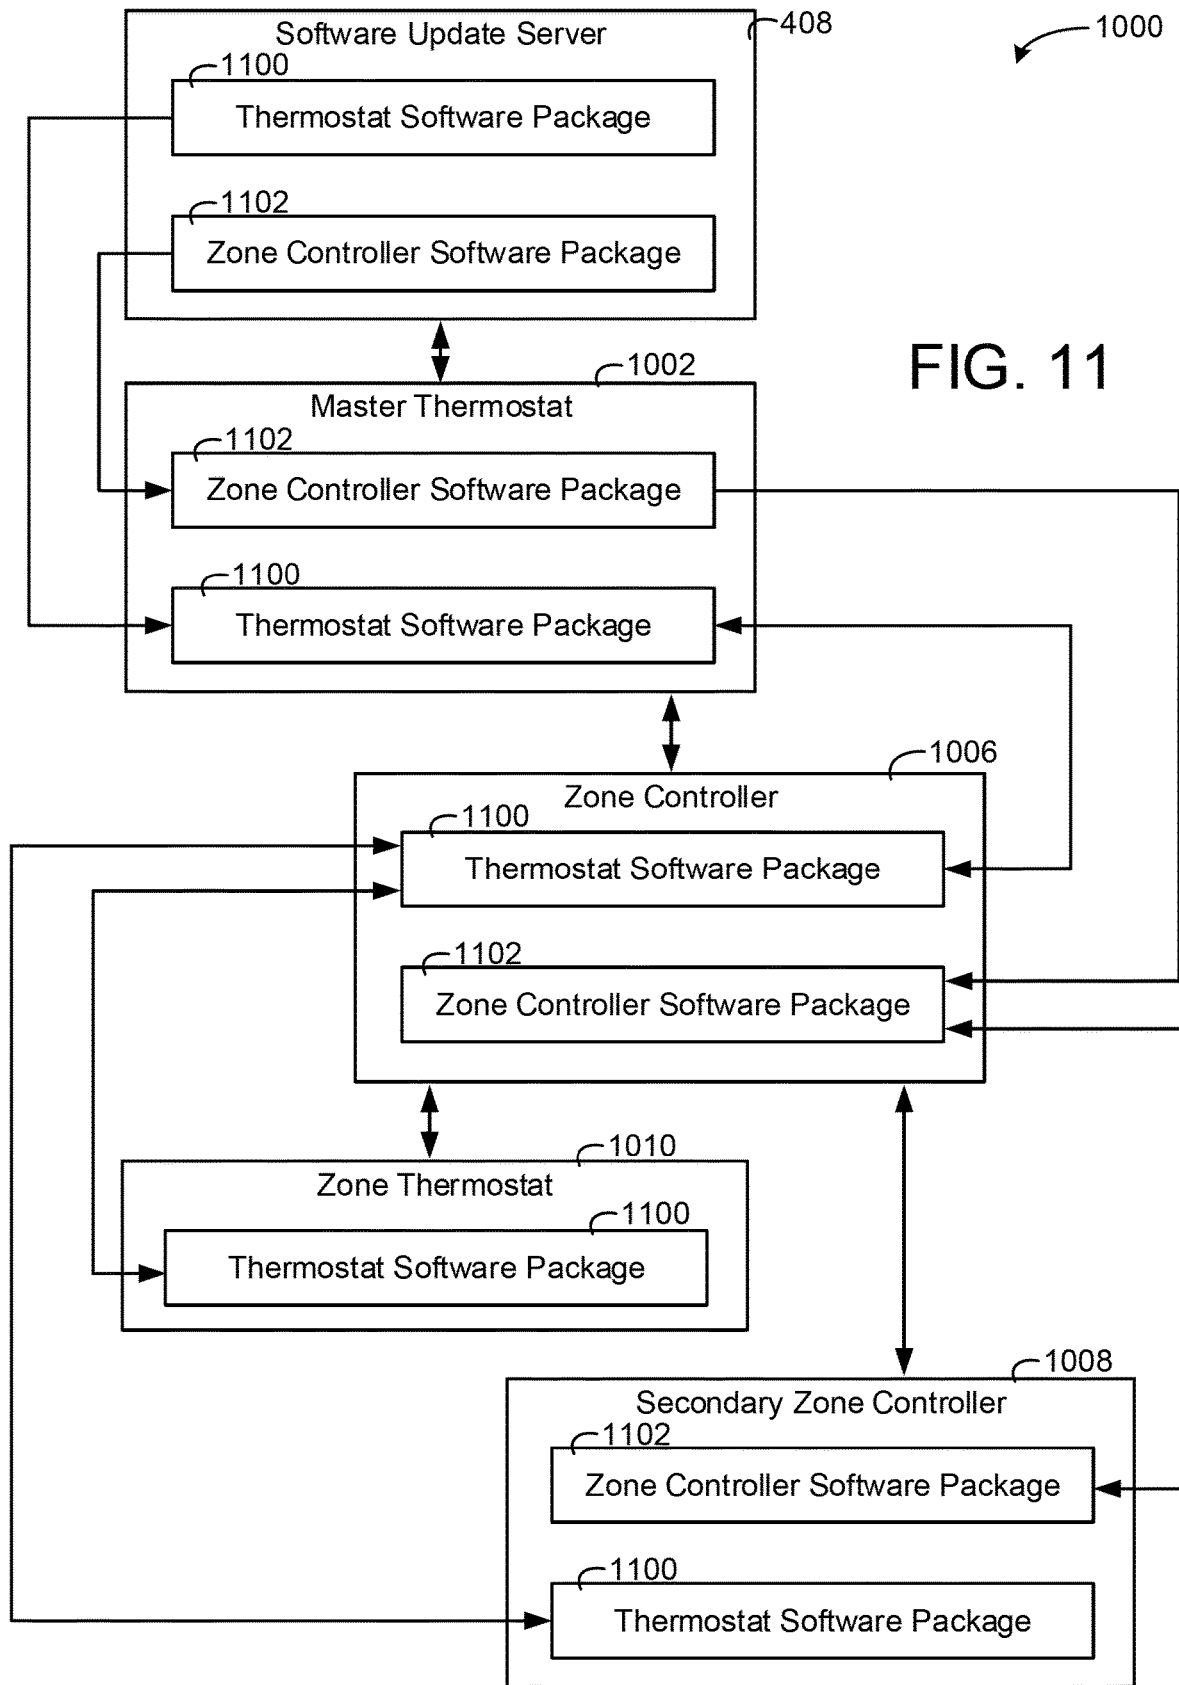 Software Update Server
408
1000
1100
Thermostat Software Package
1102
Zone Controller Software Package
FIG. 11
1002
Master Thermostat
1102
Zone Controller Software Package
1100
Thermostat Software Package
1006
Zone Controller
1100
Thermostat Software Package
1102
Zone Controller Software Package
1010
Zone Thermostat
1100
Thermostat Software Package
1008
Secondary Zone Controller
1102
Zone Controller Software Package
1100
Thermostat Software Package